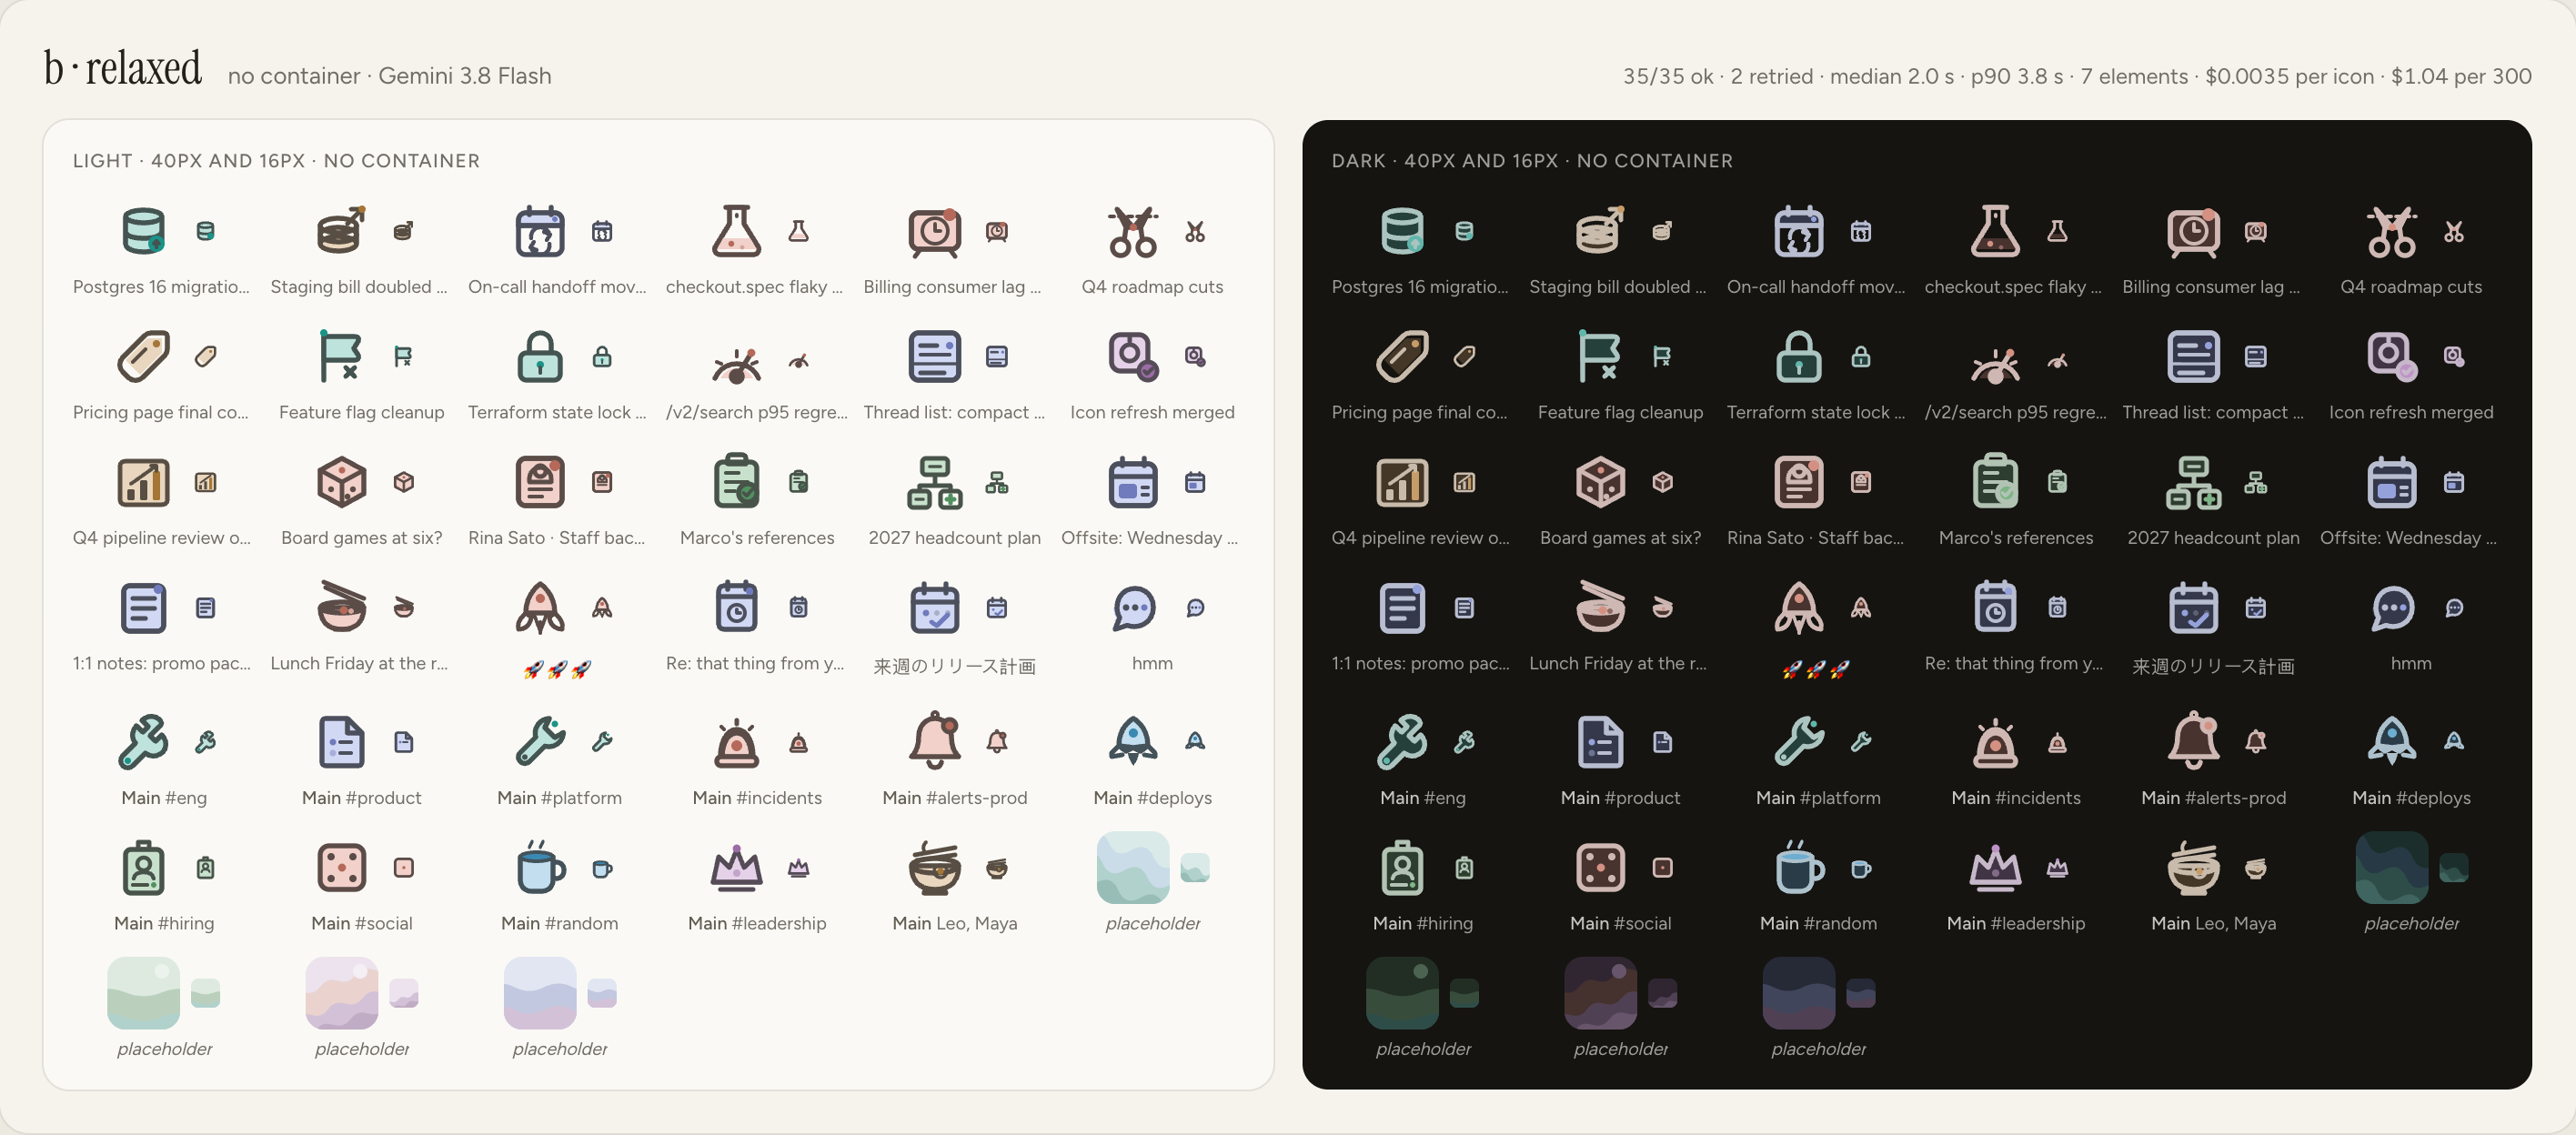 b · relaxed no container · Gemini 3.8 Flash
35/35 ok · 2 retried · median 2.0 s · p90 3.8 s · 7 elements · $0.0035 per icon · $1.04 per 300
LIGHT · 40PX AND 16PX · NO CONTAINER
Postgres 16 migratio... Staging bill doubled ... On-call handoff mov... checkout.spec flaky ... Billing consumer lag ... Q4 roadmap cuts
Pricing page final co... Feature flag cleanup Terraform state lock ... /v2/search p95 regre... Thread list: compact ... Icon refresh merged
Q4 pipeline review o... Board games at six? Rina Sato · Staff bac... Marco's references 2027 headcount plan Offsite: Wednesday ...
1:1 notes: promo pac... Lunch Friday at the r... 🚀🚀🚀 Re: that thing from y... 来週のリリース計画 hmm
Main #eng Main #product Main #platform Main #incidents Main #alerts-prod Main #deploys
Main #hiring Main #social Main #random Main #leadership Main Leo, Maya placeholder
placeholder placeholder placeholder
DARK · 40PX AND 16PX · NO CONTAINER
Postgres 16 migratio... Staging bill doubled ... On-call handoff mov... checkout.spec flaky ... Billing consumer lag ... Q4 roadmap cuts
Pricing page final co... Feature flag cleanup Terraform state lock ... /v2/search p95 regre... Thread list: compact ... Icon refresh merged
Q4 pipeline review o... Board games at six? Rina Sato · Staff bac... Marco's references 2027 headcount plan Offsite: Wednesday ...
1:1 notes: promo pac... Lunch Friday at the r... 🚀🚀🚀 Re: that thing from y... 来週のリリース計画 hmm
Main #eng Main #product Main #platform Main #incidents Main #alerts-prod Main #deploys
Main #hiring Main #social Main #random Main #leadership Main Leo, Maya placeholder
placeholder placeholder placeholder